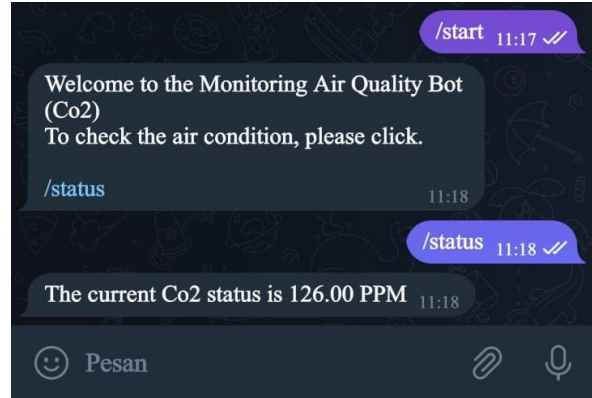 /start 11:17
Welcome to the Monitoring Air Quality Bot
(Co2)
To check the air condition, please click.
/status
11:18
/status 11:18
The current Co2 status is 126.00 PPM 11:18
Pesan